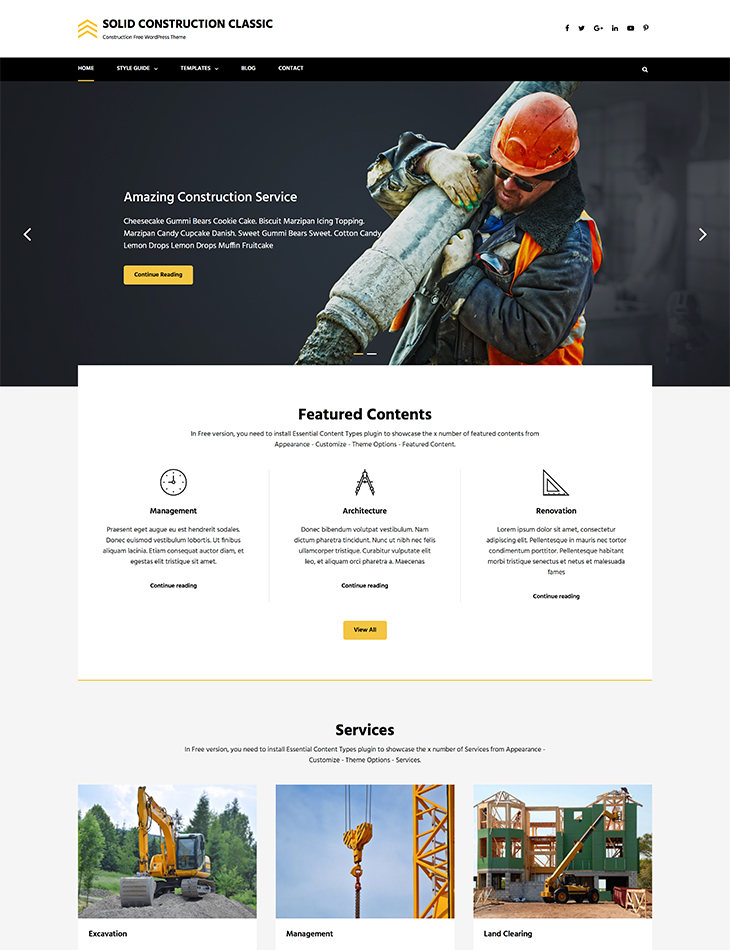 SOLID CONSTRUCTION CLASSIC
Construction Free WordPress Theme
HOME STYLE GUIDE TEMPLATES BLOG CONTACT
Amazing Construction Service
Cheesecake Gummi Bears Cookie Cake. Biscuit Marzipan Icing Topping.
Marzipan Candy Cupcake Danish. Sweet Gummi Bears Sweet. Cotton Candy
Lemon Drops Lemon Drops Muffin Fruitcake
Continue Reading
Featured Contents
In Free version, you need to install Essential Content Types plugin to showcase the x number of featured contents from
Appearance - Customize - Theme Options - Featured Content.
Management
Praesent eget augue eu est hendrerit sodales.
Donec euismod vestibulum lobortis. Ut finibus
aliquam lacinia. Etiam consequat auctor diam, et
egestas elit tristique sit amet.
Continue reading
Architecture
Donec bibendum volutpat vestibulum. Nam
dictum pharetra tincidunt. Nunc ut nibh nec felis
ullamcorper tristique. Curabitur vulputate elit
leo, et aliquam orci pharetra a. Maecenas
Continue reading
Renovation
Lorem ipsum dolor sit amet, consectetur
adipiscing elit. Pellentesque in mauris nec tortor
condimentum porttitor. Pellentesque habitant
morbi tristique senectus et netus et malesuada
fames
Continue reading
View All
Services
In Free version, you need to install Essential Content Types plugin to showcase the x number of Services from Appearance -
Customize - Theme Options - Services.
Excavation
Management
Land Clearing